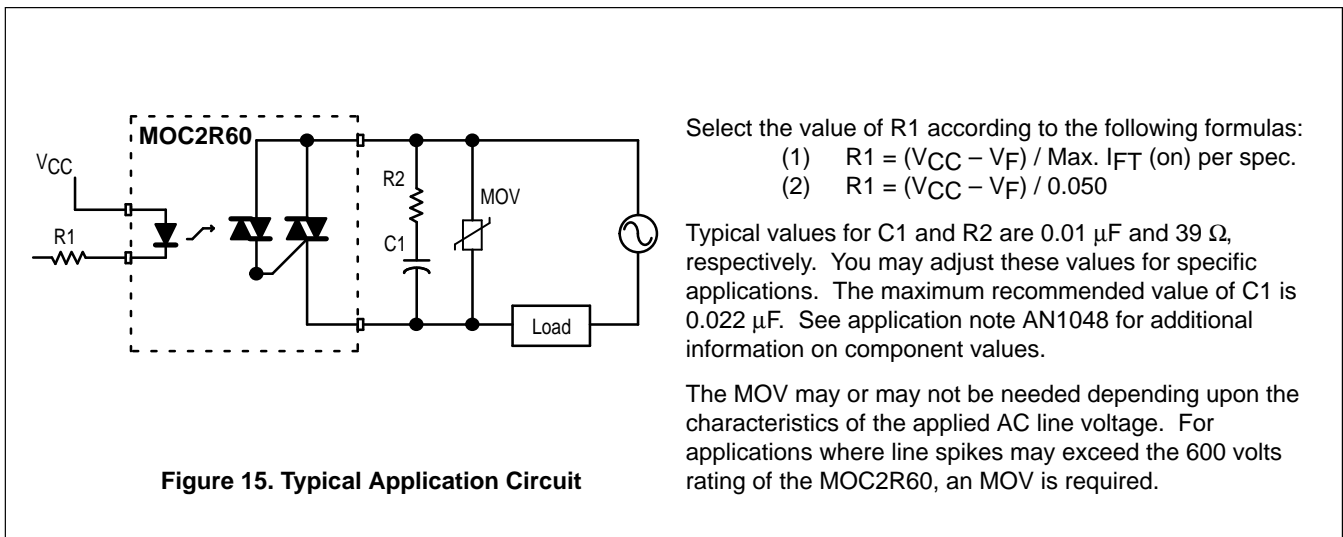 MOC2R60
VCC
R1
R2
C1
MOV
Load
Figure 15. Typical Application Circuit
Select the value of R1 according to the following formulas:
(1) R1 = (VCC – VF) / Max. IFT (on) per spec.
(2) R1 = (VCC – VF) / 0.050
Typical values for C1 and R2 are 0.01 μF and 39 Ω,
respectively. You may adjust these values for specific
applications. The maximum recommended value of C1 is
0.022 μF. See application note AN1048 for additional
information on component values.
The MOV may or may not be needed depending upon the
characteristics of the applied AC line voltage. For
applications where line spikes may exceed the 600 volts
rating of the MOC2R60, an MOV is required.